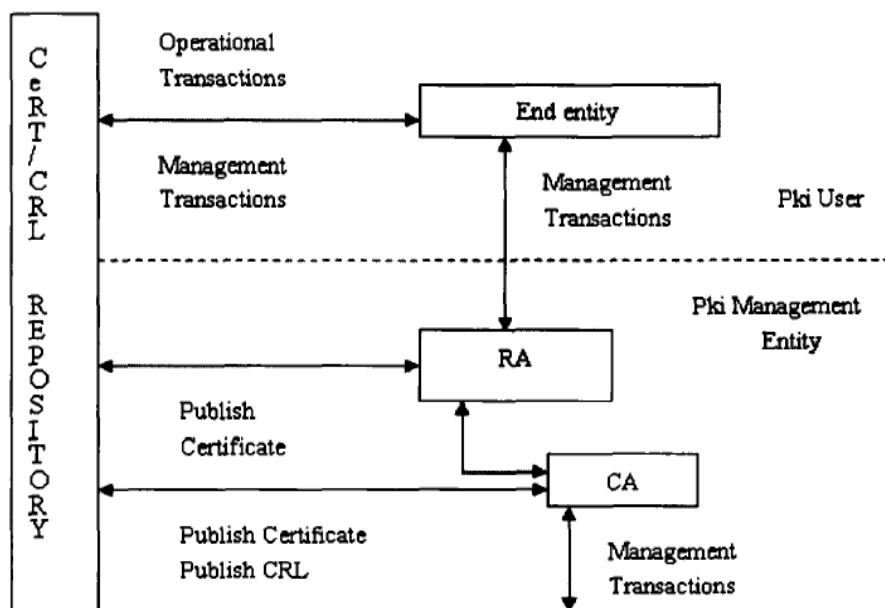 CeRT/CRL REPOSITORY
Operational
Transactions
End entity
Management
Transactions
Management
Transactions
Pki User
Pki Management
Entity
RA
Publish
Certificate
CA
Publish Certificate
Publish CRL
Management
Transactions